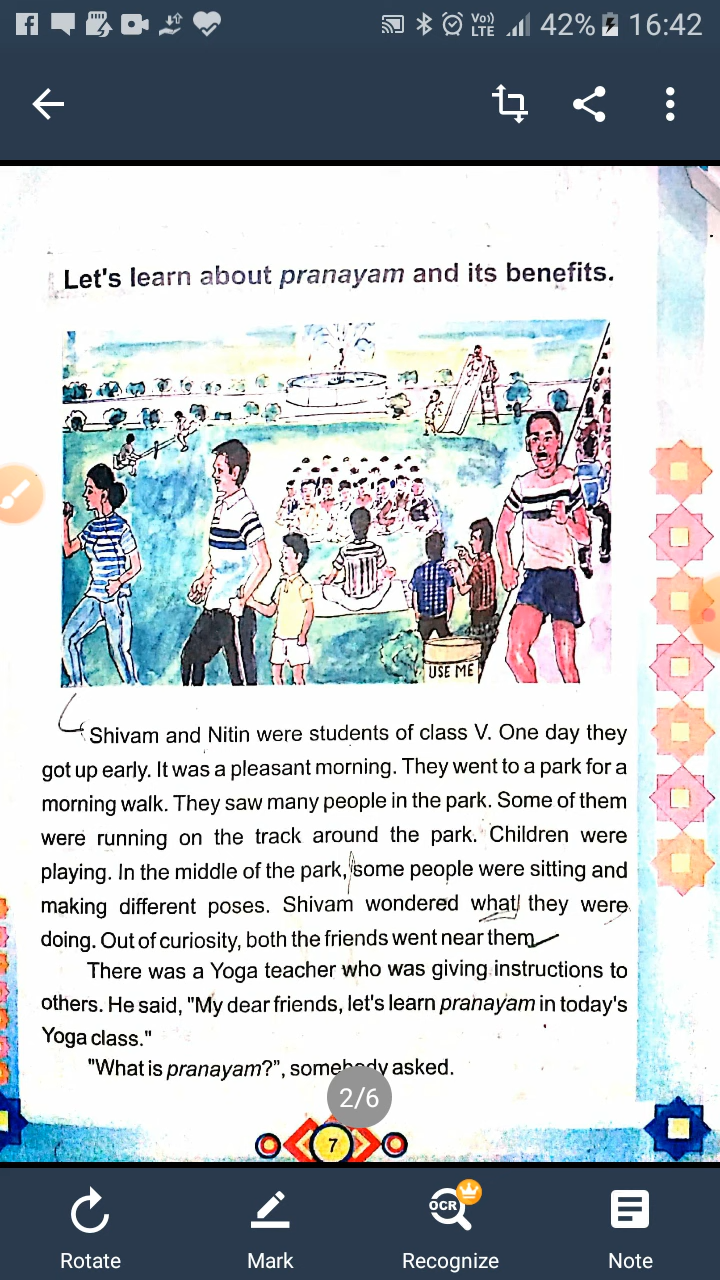 42% 16:42
Vo))
LTE
Let's learn about pranayam and its benefits.
USE ME
Shivam and Nitin were students of class V. One day they
got up early. It was a pleasant morning. They went to a park for a
morning walk. They saw many people in the park. Some of them
were running on the track around the park. Children were
playing. In the middle of the park, some people were sitting and
making different poses. Shivam wondered what they were
doing. Out of curiosity, both the friends went near them.
There was a Yoga teacher who was giving instructions to
others. He said, "My dear friends, let's learn pranayam in today's
Yoga class."
"What is pranayam?", somebody asked.
2/6
7
OCR
Rotate Mark Recognize Note